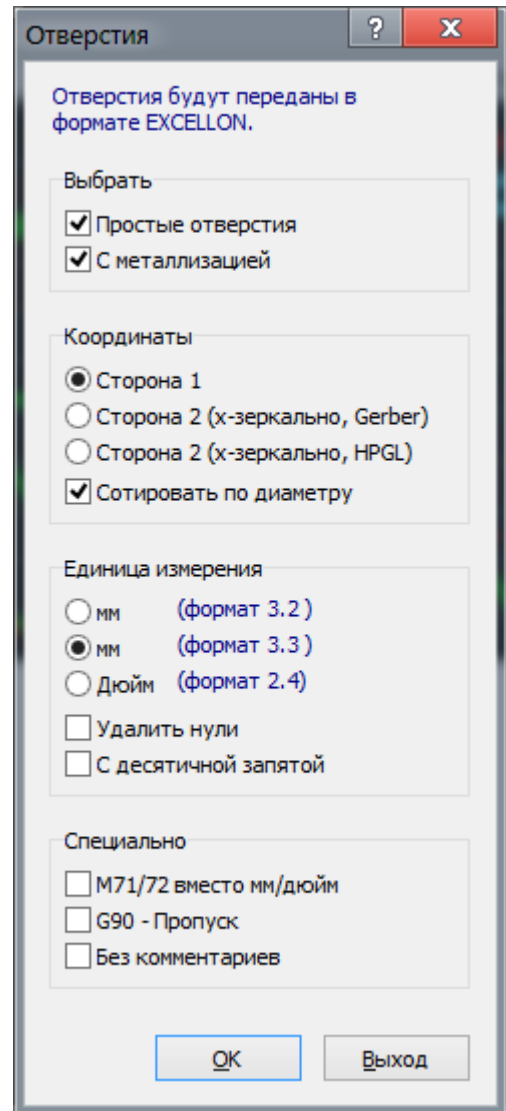 Отверстия
?
x
Отверстия будут переданы в
формате EXCELLON.
Выбрать
Простые отверстия
С металлизацией
Координаты
Сторона 1
Сторона 2 (х-зеркально, Gerber)
Сторона 2 (х-зеркально, HPGL)
Сотировать по диаметру
Единица измерения
мм (формат 3.2 )
мм (формат 3.3 )
Дюйм (формат 2.4)
Удалить нули
С десятичной запятой
Специально
M71/72 вместо мм/дюйм
G90 - Пропуск
Без комментариев
OK Выход